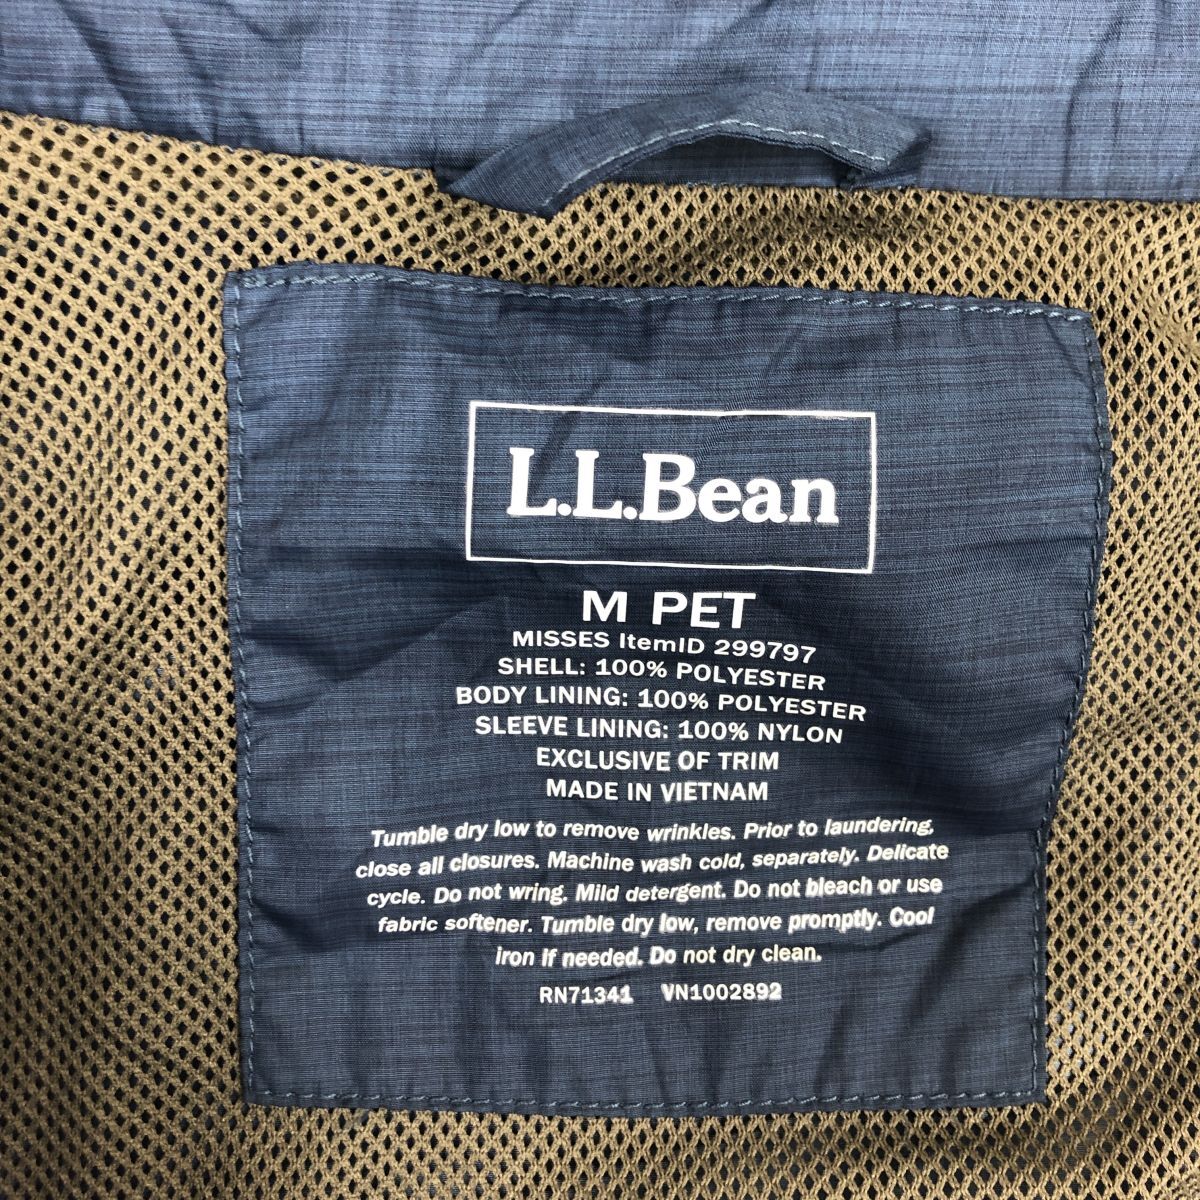 L.L.Bean
M PET
MISSES ItemID 299797
SHELL: 100% POLYESTER
BODY LINING: 100% POLYESTER
SLEEVE LINING: 100% NYLON
EXCLUSIVE OF TRIM
MADE IN VIETNAM
Tumble dry low to remove wrinkles. Prior to laundering,
close all closures. Machine wash cold, separately. Delicate
cycle. Do not wring. Mild detergent. Do not bleach or use
fabric softener. Tumble dry low, remove promptly. Cool
iron if needed. Do not dry clean.
RN71341 VN1002892